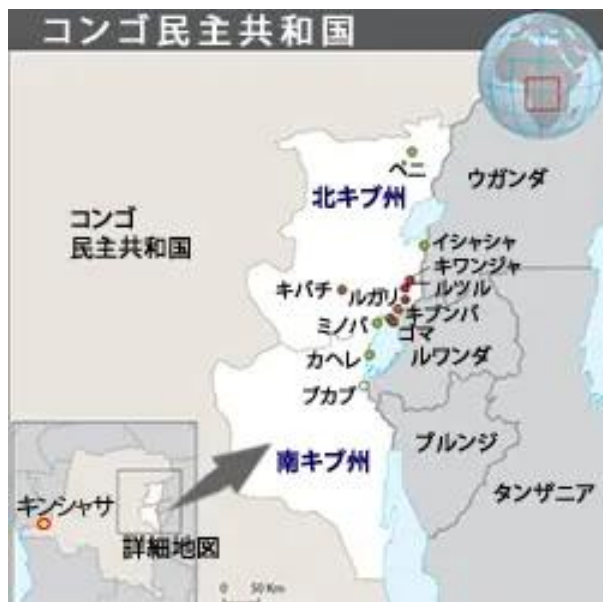 コンゴ民主共和国
ベニ
北キブ州
ウガンダ
コンゴ
民主共和国
イシャシャ
キワンジャ
キバチ
ルガリ
ルツル
キブンバ
ミノバ
ゴマ
ルワンダ
カヘレ
ブカブ
南キブ州
ブルンジ
タンザニア
キンシャサ
詳細地図
0 50 Km